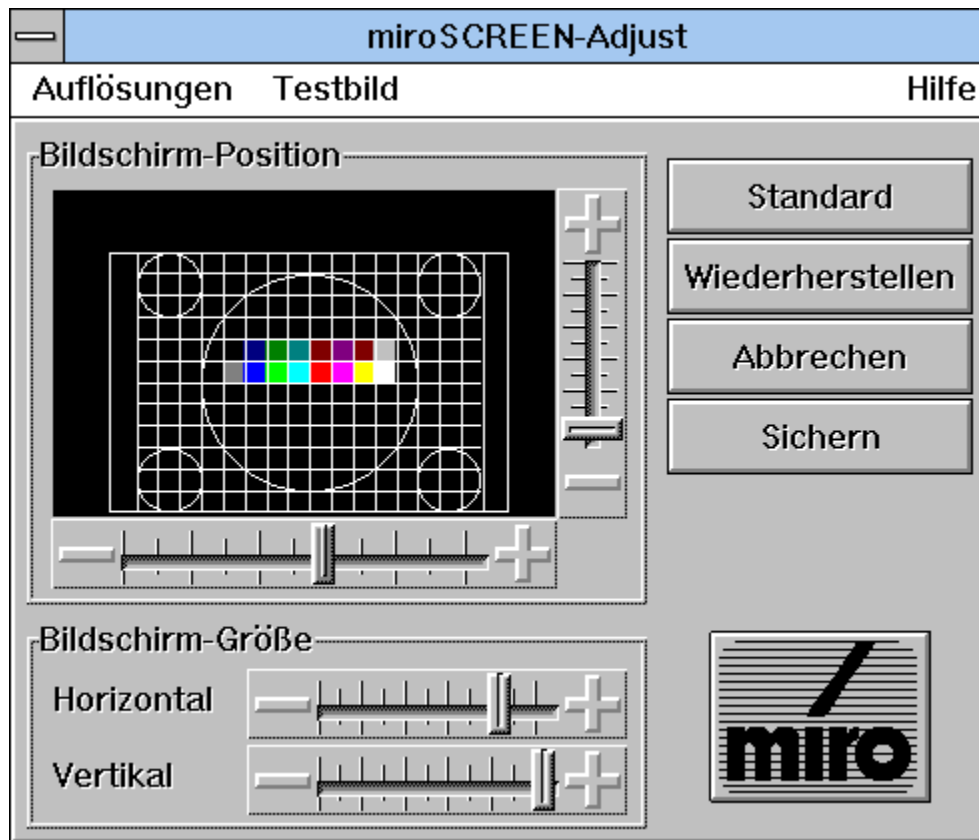 miroSCREEN-Adjust
Auflösungen Testbild Hilfe
Bildschirm-Position
Standard
Wiederherstellen
Abbrechen
Sichern
Bildschirm-Größe
Horizontal
Vertikal
miro